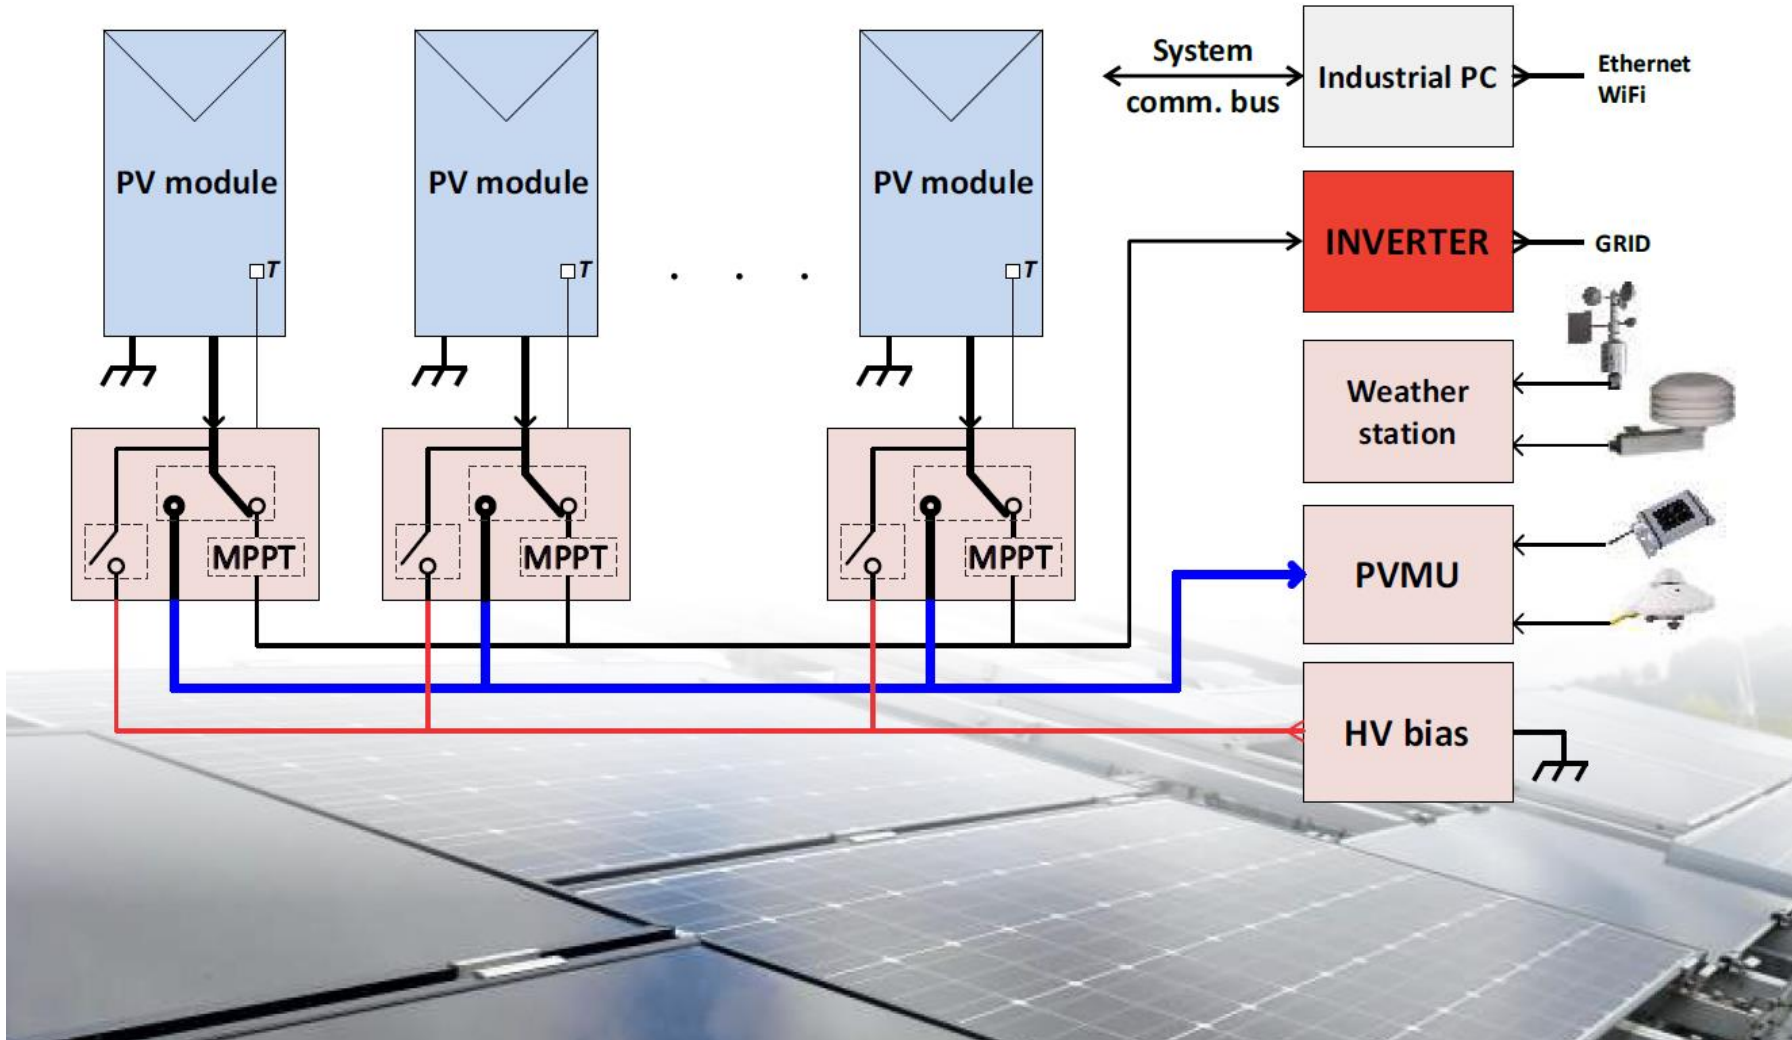 PV module
T
PV module
T
PV module
T
. . .
System
comm. bus
Industrial PC
Ethernet
WiFi
INVERTER
GRID
Weather
station
MPPT
MPPT
MPPT
PVMU
HV bias